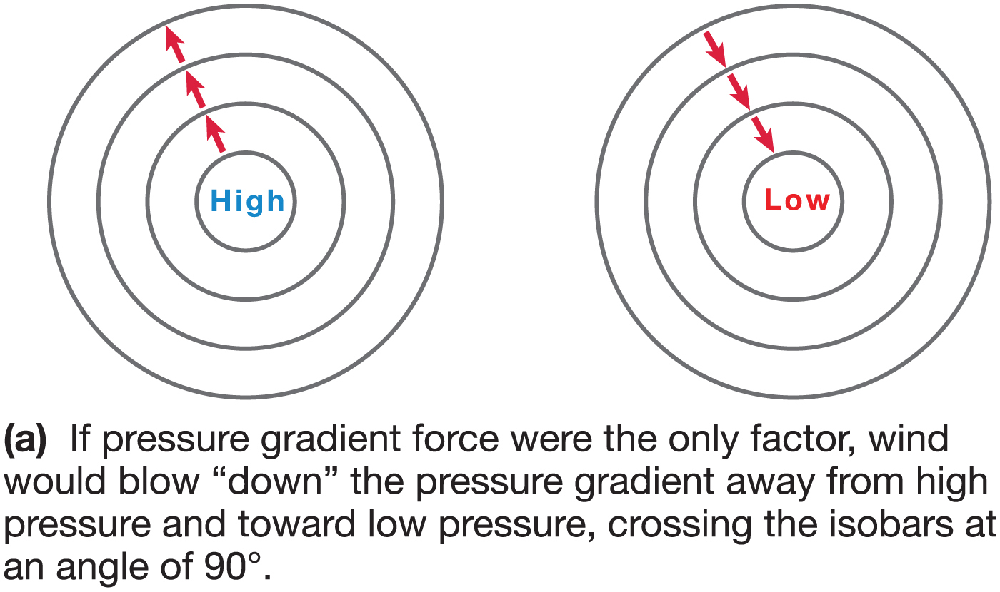 High
Low
(a) If pressure gradient force were the only factor, wind
would blow “down” the pressure gradient away from high
pressure and toward low pressure, crossing the isobars at
an angle of 90°.